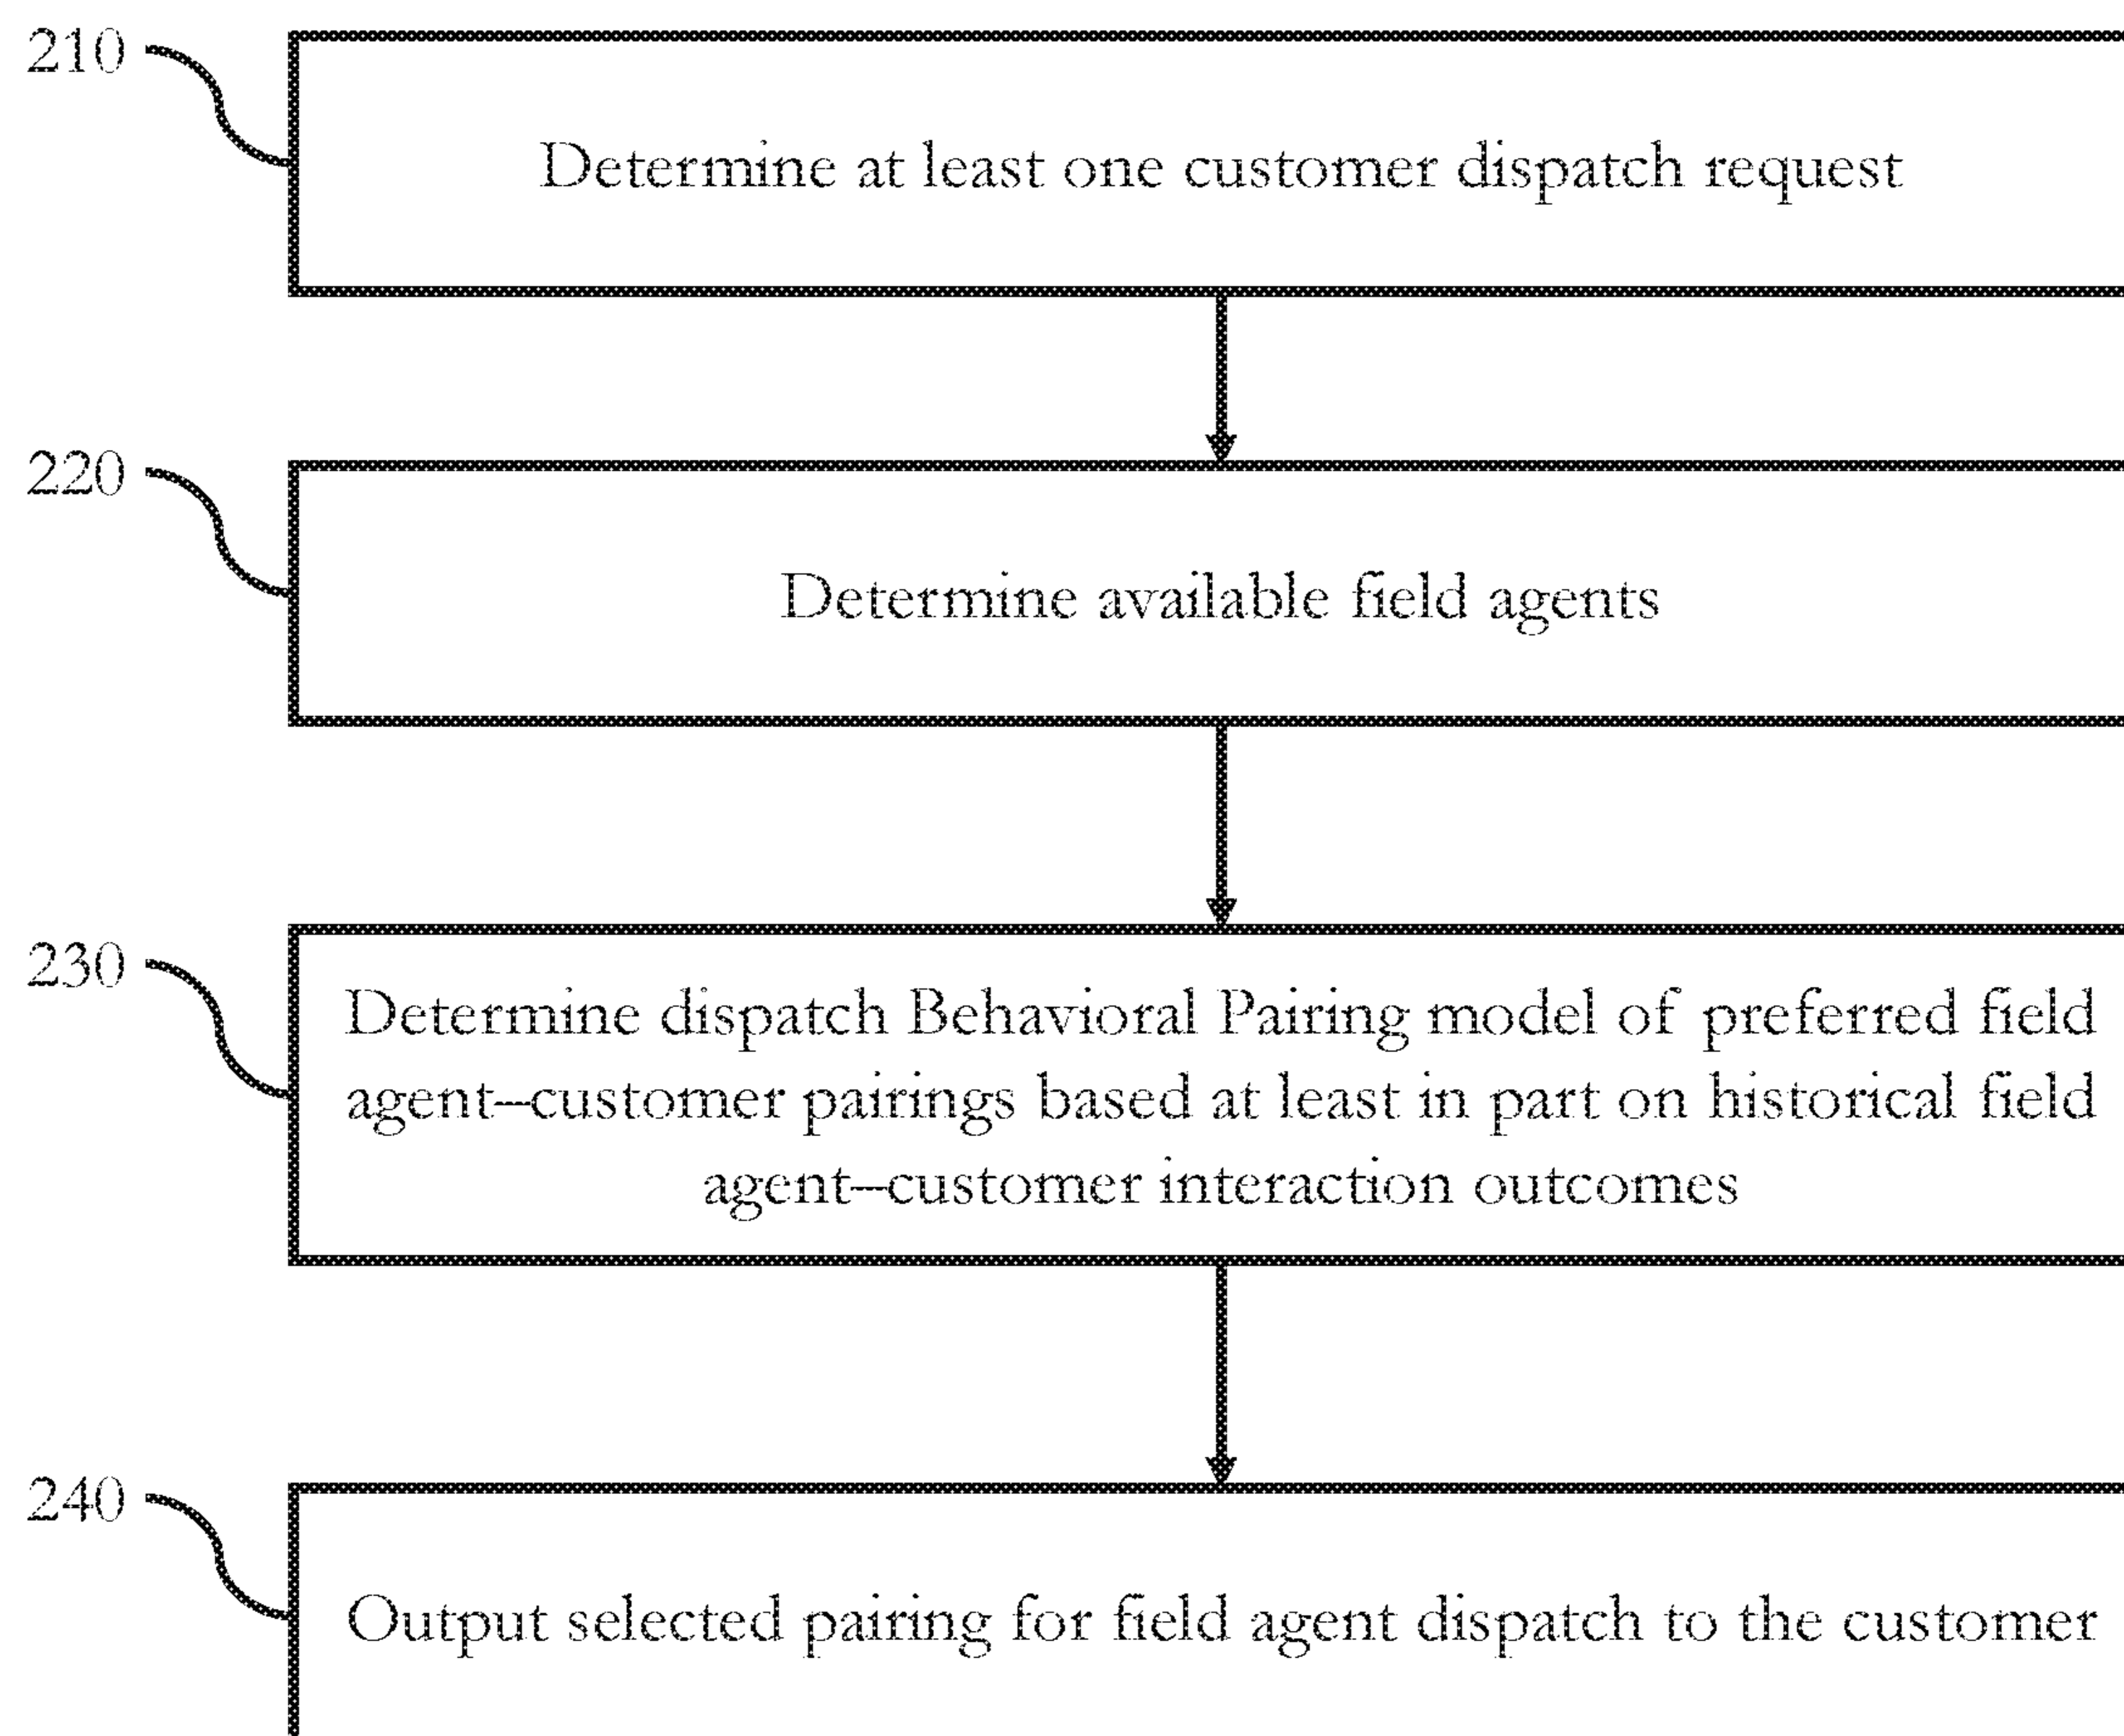 210
Determine at least one customer dispatch request
220
Determine available field agents
230
Determine dispatch Behavioral Pairing model of preferred field
agent–customer pairings based at least in part on historical field
agent–customer interaction outcomes
240
Output selected pairing for field agent dispatch to the customer